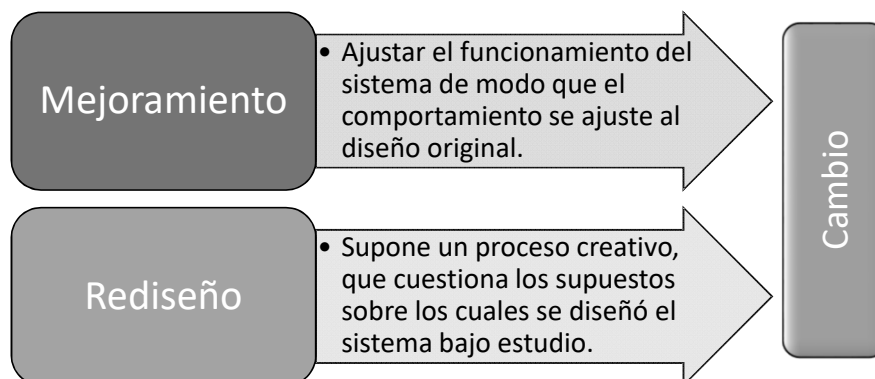 Mejoramiento
• Ajustar el funcionamiento del
sistema de modo que el
comportamiento se ajuste al
diseño original.
Rediseño
• Supone un proceso creativo,
que cuestiona los supuestos
sobre los cuales se diseñó el
sistema bajo estudio.
Cambio